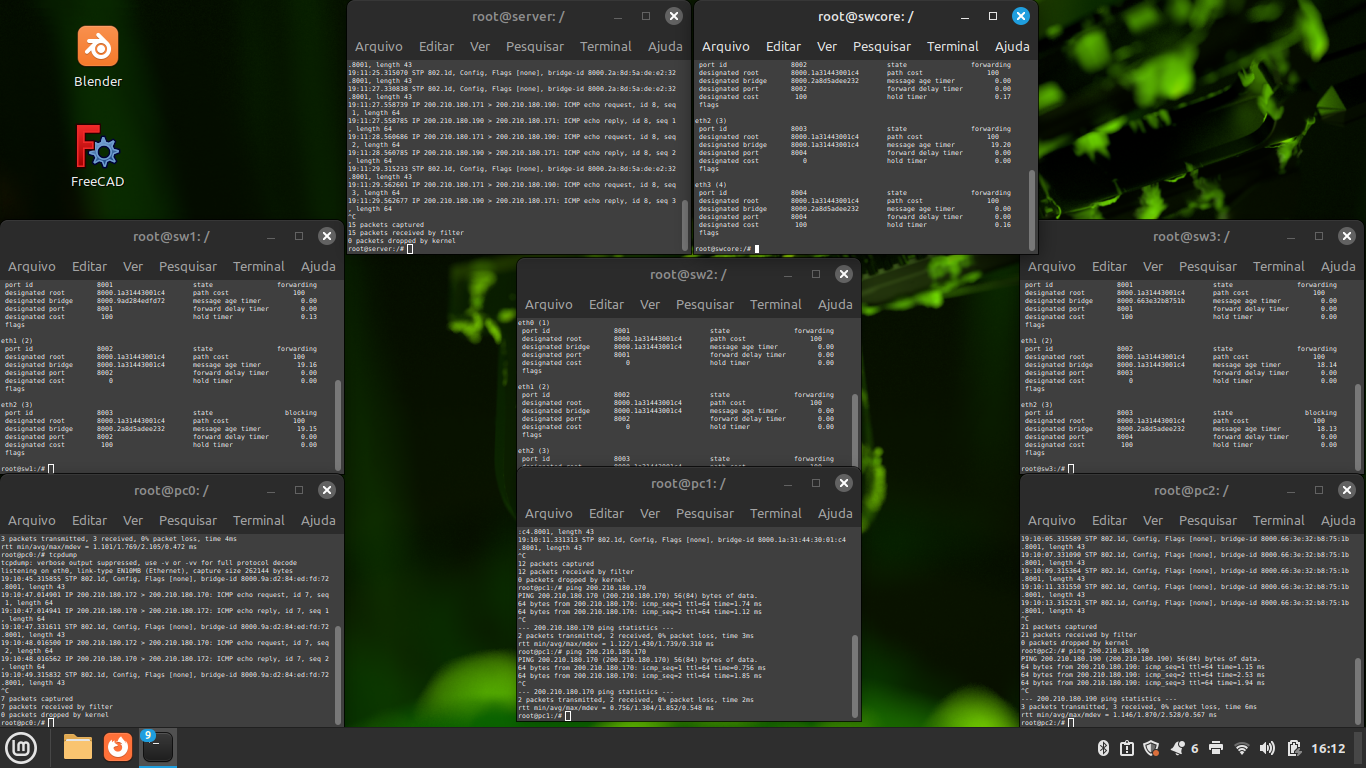 Blender
FreeCAD
root@server: /
Arquivo Editar Ver Pesquisar Terminal Ajuda
.8001, length 43
19:11:25.315070 STP 802.1d, Config, Flags [none], bridge-id 8000.2a:8d:5a:de:e2:32
.8001, length 43
19:11:27.330838 STP 802.1d, Config, Flags [none], bridge-id 8000.2a:8d:5a:de:e2:32
.8001, length 43
19:11:27.558739 IP 200.210.180.171 > 200.210.180.190: ICMP echo request, id 8, seq
 1, length 64
19:11:27.558785 IP 200.210.180.190 > 200.210.180.171: ICMP echo reply, id 8, seq 1
, length 64
19:11:28.560686 IP 200.210.180.171 > 200.210.180.190: ICMP echo request, id 8, seq
 2, length 64
19:11:28.560785 IP 200.210.180.190 > 200.210.180.171: ICMP echo reply, id 8, seq 2
, length 64
19:11:29.315233 STP 802.1d, Config, Flags [none], bridge-id 8000.2a:8d:5a:de:e2:32
.8001, length 43
19:11:29.562601 IP 200.210.180.171 > 200.210.180.190: ICMP echo request, id 8, seq
 3, length 64
19:11:29.562677 IP 200.210.180.190 > 200.210.180.171: ICMP echo reply, id 8, seq 3
, length 64
^C
15 packets captured
15 packets received by filter
0 packets dropped by kernel
root@server:/#
root@swcore: /
Arquivo Editar Ver Pesquisar Terminal Ajuda
port id 8002 state forwarding
designated root 8000.1a31443001c4 path cost 100
designated bridge 8000.2a8d5adee232 message age timer 0.00
designated port 8002 forward delay timer 0.00
designated cost 100 hold timer 0.17
flags
eth2 (3)
port id 8003 state forwarding
designated root 8000.1a31443001c4 path cost 100
designated bridge 8000.1a31443001c4 message age timer 19.20
designated port 8004 forward delay timer 0.00
designated cost 0 hold timer 0.00
flags
eth3 (4)
port id 8004 state forwarding
designated root 8000.1a31443001c4 path cost 100
designated bridge 8000.2a8d5adee232 message age timer 0.00
designated port 8004 forward delay timer 0.00
designated cost 100 hold timer 0.16
flags
root@swcore:/#
root@sw1: /
Arquivo Editar Ver Pesquisar Terminal Ajuda
port id 8001 state forwarding
designated root 8000.1a31443001c4 path cost 100
designated bridge 8000.9ad284edfd72 message age timer 0.00
designated port 8001 forward delay timer 0.00
designated cost 100 hold timer 0.13
flags
eth1 (2)
port id 8002 state forwarding
designated root 8000.1a31443001c4 path cost 100
designated bridge 8000.1a31443001c4 message age timer 19.16
designated port 8002 forward delay timer 0.00
designated cost 0 hold timer 0.00
flags
eth2 (3)
port id 8003 state blocking
designated root 8000.1a31443001c4 path cost 100
designated bridge 8000.2a8d5adee232 message age timer 19.15
designated port 8002 forward delay timer 0.00
designated cost 100 hold timer 0.00
flags
root@sw1:/#
root@sw2: /
Arquivo Editar Ver Pesquisar Terminal Ajuda
eth0 (1)
port id 8001 state forwarding
designated root 8000.1a31443001c4 path cost 100
designated bridge 8000.1a31443001c4 message age timer 0.00
designated port 8001 forward delay timer 0.00
designated cost 0 hold timer 0.00
flags
eth1 (2)
port id 8002 state forwarding
designated root 8000.1a31443001c4 path cost 100
designated bridge 8000.1a31443001c4 message age timer 0.00
designated port 8002 forward delay timer 0.00
designated cost 0 hold timer 0.00
flags
eth2 (3)
port id 8003 state forwarding
root@sw3: /
Arquivo Editar Ver Pesquisar Terminal Ajuda
port id 8001 state forwarding
designated root 8000.1a31443001c4 path cost 100
designated bridge 8000.663e32b8751b message age timer 0.00
designated port 8001 forward delay timer 0.00
designated cost 100 hold timer 0.00
flags
eth1 (2)
port id 8002 state forwarding
designated root 8000.1a31443001c4 path cost 100
designated bridge 8000.1a31443001c4 message age timer 18.14
designated port 8003 forward delay timer 0.00
designated cost 0 hold timer 0.00
flags
eth2 (3)
port id 8003 state blocking
designated root 8000.1a31443001c4 path cost 100
designated bridge 8000.2a8d5adee232 message age timer 18.13
designated port 8004 forward delay timer 0.00
designated cost 100 hold timer 0.00
flags
root@sw3:/#
root@pc0: /
Arquivo Editar Ver Pesquisar Terminal Ajuda
3 packets transmitted, 3 received, 0% packet loss, time 4ms
rtt min/avg/max/mdev = 1.101/1.769/2.105/0.472 ms
root@pc0:/# tcpdump
tcpdump: verbose output suppressed, use -v or -vv for full protocol decode
listening on eth0, link-type EN10MB (Ethernet), capture size 262144 bytes
19:10:45.315855 STP 802.1d, Config, Flags [none], bridge-id 8000.9a:d2:84:ed:fd:72
.8001, length 43
19:10:47.014901 IP 200.210.180.172 > 200.210.180.170: ICMP echo request, id 7, seq
 1, length 64
19:10:47.014941 IP 200.210.180.170 > 200.210.180.172: ICMP echo reply, id 7, seq 1
, length 64
19:10:47.331611 STP 802.1d, Config, Flags [none], bridge-id 8000.9a:d2:84:ed:fd:72
.8001, length 43
19:10:48.016500 IP 200.210.180.172 > 200.210.180.170: ICMP echo request, id 7, seq
 2, length 64
19:10:48.016562 IP 200.210.180.170 > 200.210.180.172: ICMP echo reply, id 7, seq 2
, length 64
19:10:49.315832 STP 802.1d, Config, Flags [none], bridge-id 8000.9a:d2:84:ed:fd:72
.8001, length 43
^C
7 packets captured
7 packets received by filter
0 packets dropped by kernel
root@pc0:/#
root@pc1: /
Arquivo Editar Ver Pesquisar Terminal Ajuda
:c4.8001, length 43
19:10:11.331313 STP 802.1d, Config, Flags [none], bridge-id 8000.1a:31:44:30:01:c4
.8001, length 43
^C
12 packets captured
12 packets received by filter
0 packets dropped by kernel
root@pc1:/# ping 200.210.180.170
PING 200.210.180.170 (200.210.180.170) 56(84) bytes of data.
64 bytes from 200.210.180.170: icmp_seq=1 ttl=64 time=1.74 ms
64 bytes from 200.210.180.170: icmp_seq=2 ttl=64 time=1.12 ms
^C
--- 200.210.180.170 ping statistics ---
2 packets transmitted, 2 received, 0% packet loss, time 3ms
rtt min/avg/max/mdev = 1.122/1.430/1.739/0.310 ms
root@pc1:/# ping 200.210.180.170
PING 200.210.180.170 (200.210.180.170) 56(84) bytes of data.
64 bytes from 200.210.180.170: icmp_seq=1 ttl=64 time=0.756 ms
64 bytes from 200.210.180.170: icmp_seq=2 ttl=64 time=1.85 ms
^C
--- 200.210.180.170 ping statistics ---
2 packets transmitted, 2 received, 0% packet loss, time 2ms
rtt min/avg/max/mdev = 0.756/1.304/1.852/0.548 ms
root@pc1:/#
root@pc2: /
Arquivo Editar Ver Pesquisar Terminal Ajuda
19:10:05.315589 STP 802.1d, Config, Flags [none], bridge-id 8000.66:3e:32:b8:75:1b
.8001, length 43
19:10:07.331090 STP 802.1d, Config, Flags [none], bridge-id 8000.66:3e:32:b8:75:1b
.8001, length 43
19:10:09.315364 STP 802.1d, Config, Flags [none], bridge-id 8000.66:3e:32:b8:75:1b
.8001, length 43
19:10:11.331550 STP 802.1d, Config, Flags [none], bridge-id 8000.66:3e:32:b8:75:1b
.8001, length 43
19:10:13.315231 STP 802.1d, Config, Flags [none], bridge-id 8000.66:3e:32:b8:75:1b
.8001, length 43
^C
21 packets captured
21 packets received by filter
0 packets dropped by kernel
root@pc2:/# ping 200.210.180.190
PING 200.210.180.190 (200.210.180.190) 56(84) bytes of data.
64 bytes from 200.210.180.190: icmp_seq=1 ttl=64 time=1.15 ms
64 bytes from 200.210.180.190: icmp_seq=2 ttl=64 time=2.53 ms
64 bytes from 200.210.180.190: icmp_seq=3 ttl=64 time=1.94 ms
^C
--- 200.210.180.190 ping statistics ---
3 packets transmitted, 3 received, 0% packet loss, time 6ms
rtt min/avg/max/mdev = 1.146/1.870/2.528/0.567 ms
root@pc2:/#
9
6
16:12